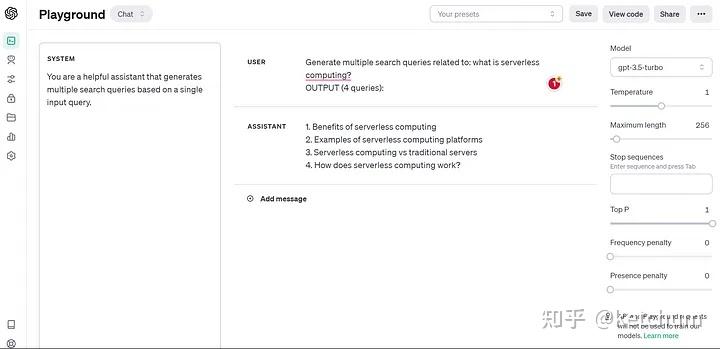 Playground
Chat
Your presets
Save
View code
Share
SYSTEM
You are a helpful assistant that generates
multiple search queries based on a single
input query.
USER
Generate multiple search queries related to: what is serverless
computing?
OUTPUT (4 queries):
1
ASSISTANT
1. Benefits of serverless computing
2. Examples of serverless computing platforms
3. Serverless computing vs traditional servers
4. How does serverless computing work?
Add message
Model
gpt-3.5-turbo
Temperature 1
Maximum length 256
Stop sequences
Enter sequence and press Tab
Top P 1
Frequency penalty 0
Presence penalty 0
知乎
will not be used to train our
models. Learn more